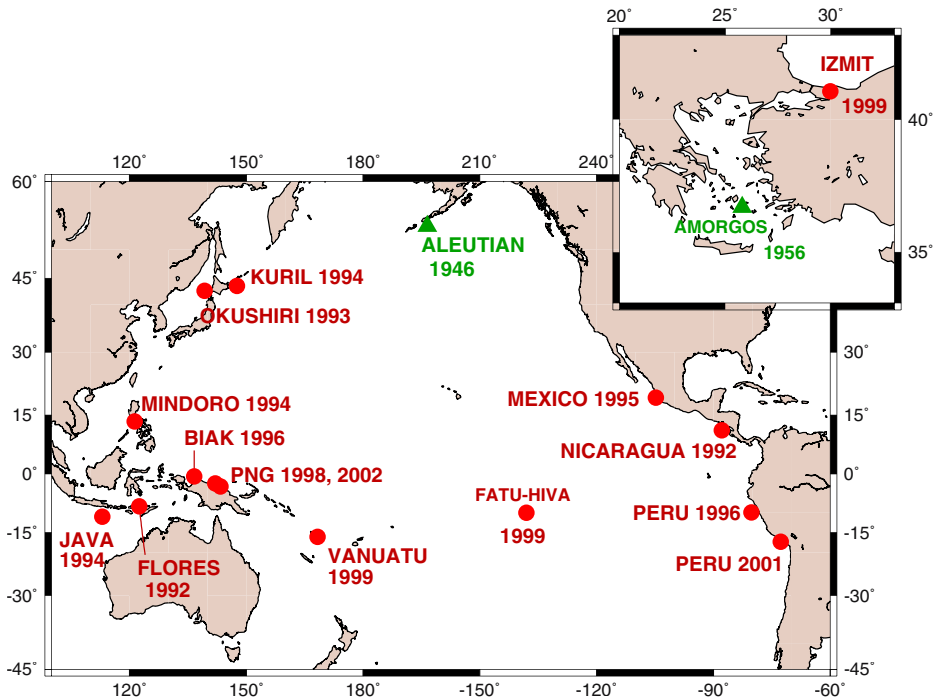 20° 25° 30°
IZMIT
1999
40°
AMORGOS
1956
35°
120° 150° 180° 210° 240°
60°
ALEUTIAN
1946
45
KURIL 1994
OKUSHIRI 1993
30° 30°
MINDORO 1994
MEXICO 1995
15° 15°
BIAK 1996
NICARAGUA 1992
0° 0°
PNG 1998, 2002
FATU-HIVA
1999
PERU 1996
JAVA
1994
FLORES
1992
VANUATU
1999
PERU 2001
-15° -15°
-30° -30°
-45° -45°
120° 150° 180° -150° -120° -90° -60°